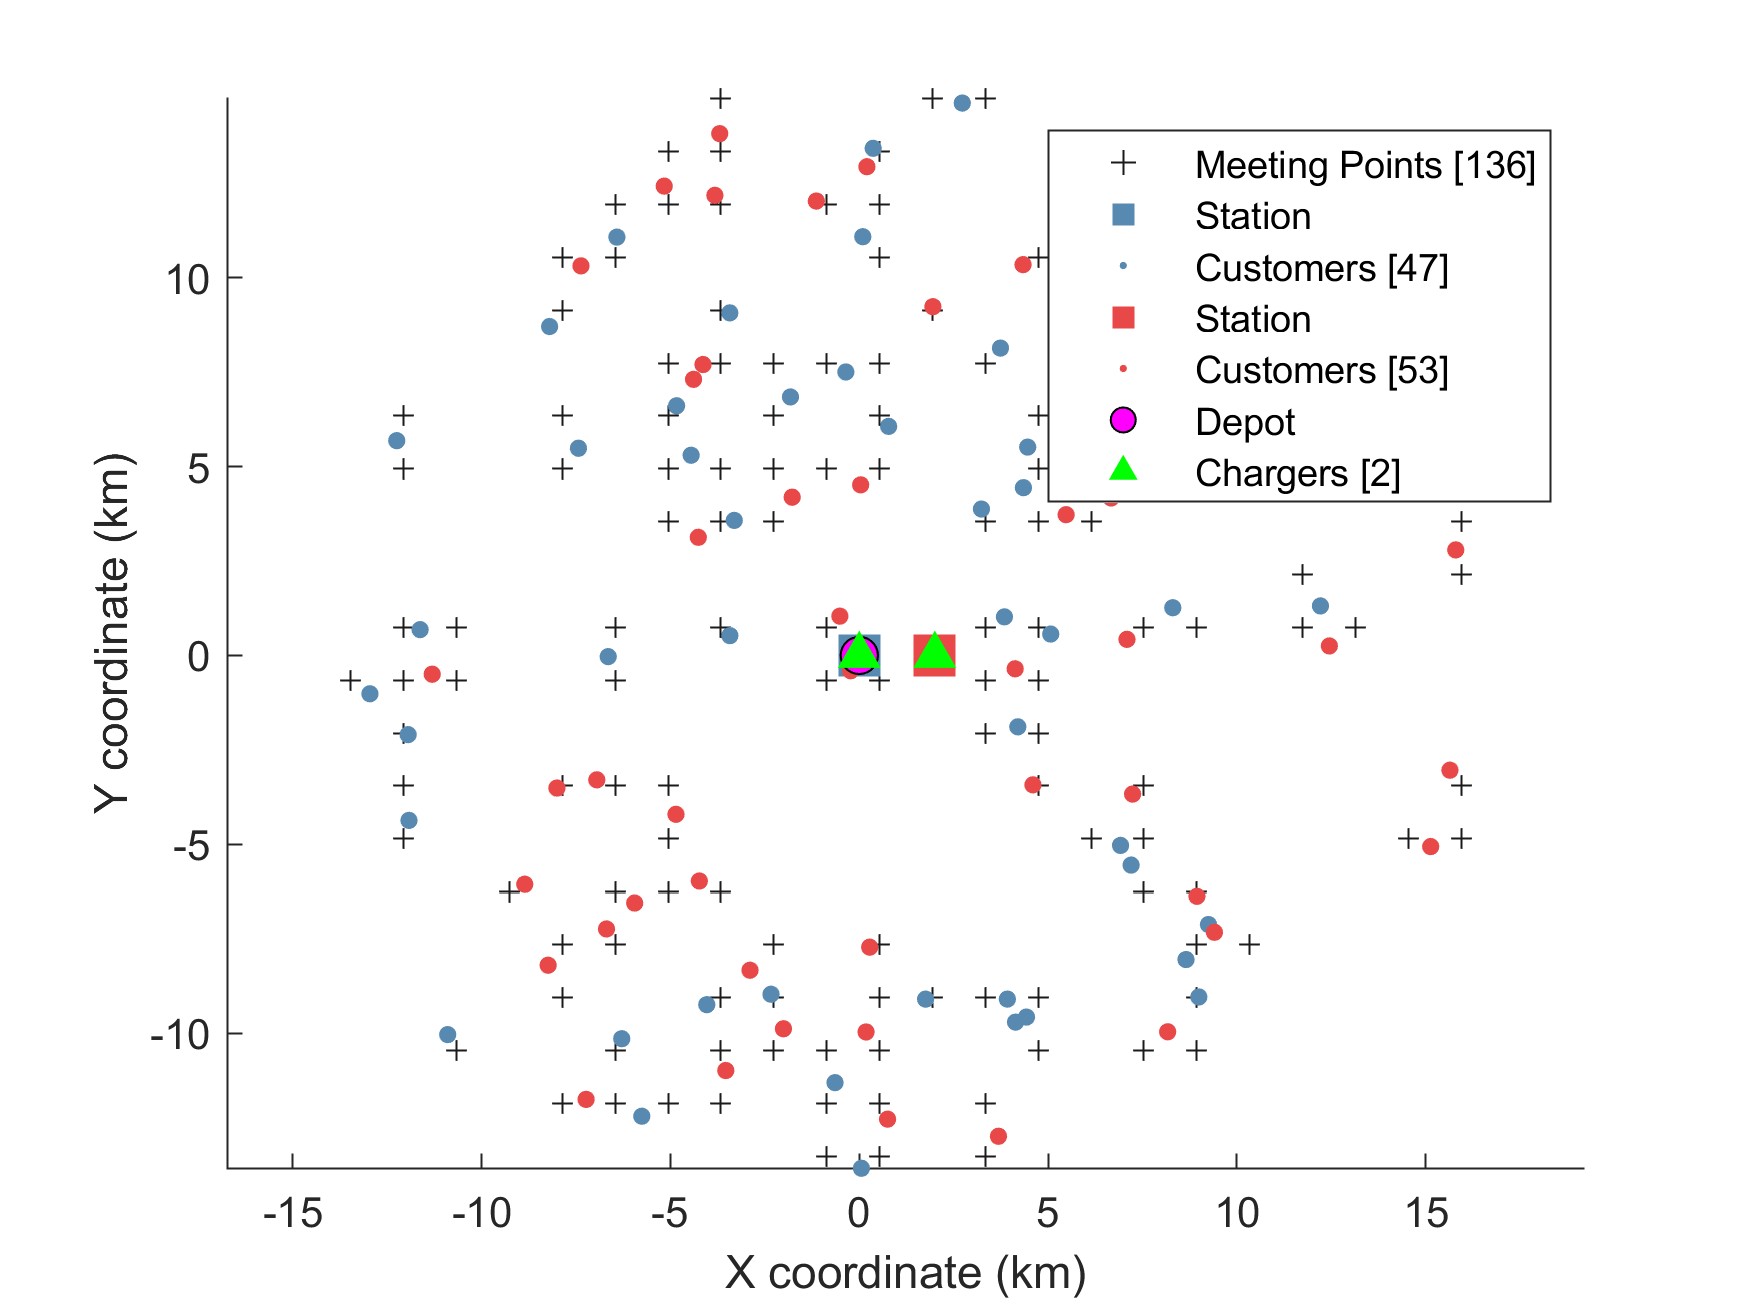 Meeting Points [136]
Station
Customers [47]
Station
Customers [53]
Depot
Chargers [2]
10
5
0
-5
-10
Y coordinate (km)
-15 -10 -5 0 5 10 15
X coordinate (km)